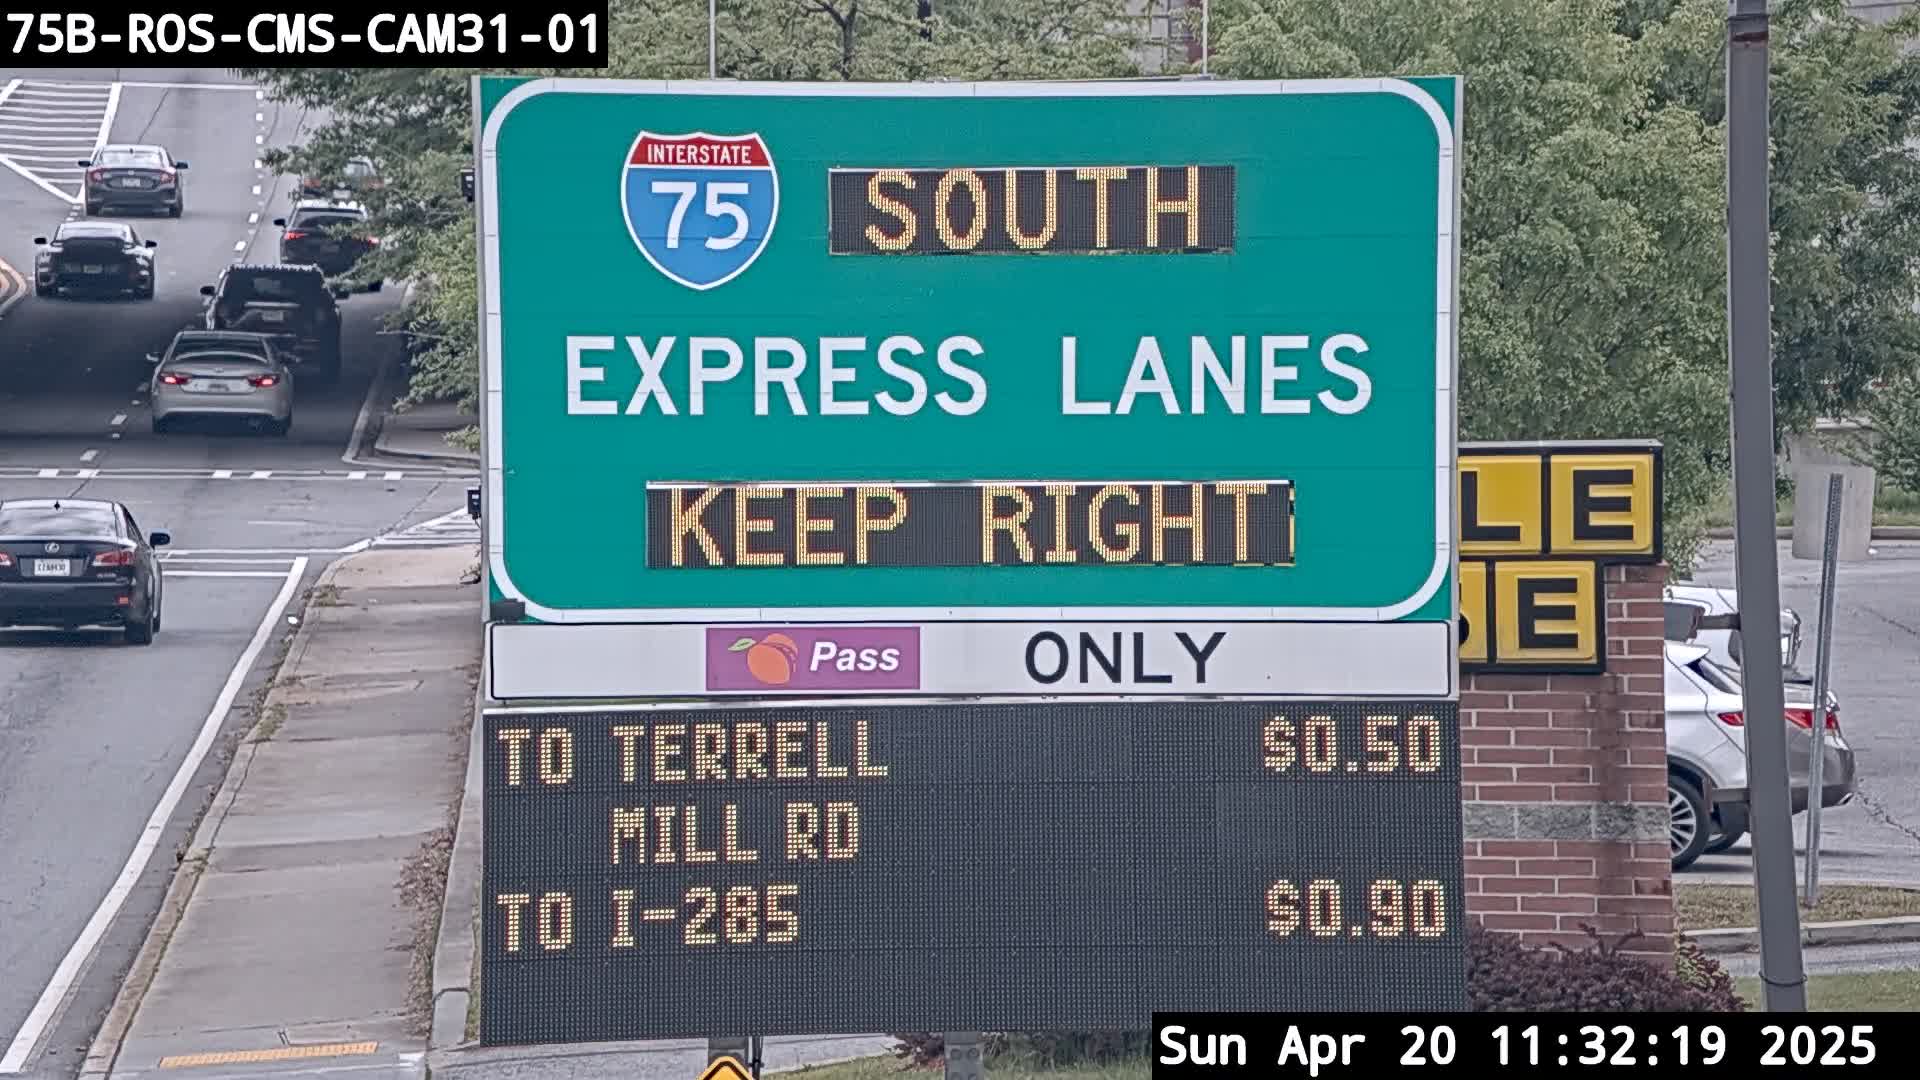 75B-ROS-CMS-CAM31-01
INTERSTATE
75
SOUTH
EXPRESS LANES
KEEP RIGHT
LE
E
Pass ONLY
TO TERRELL $0.50
MILL RD
TO I-285 $0.90
Sun Apr 20 11:32:19 2025